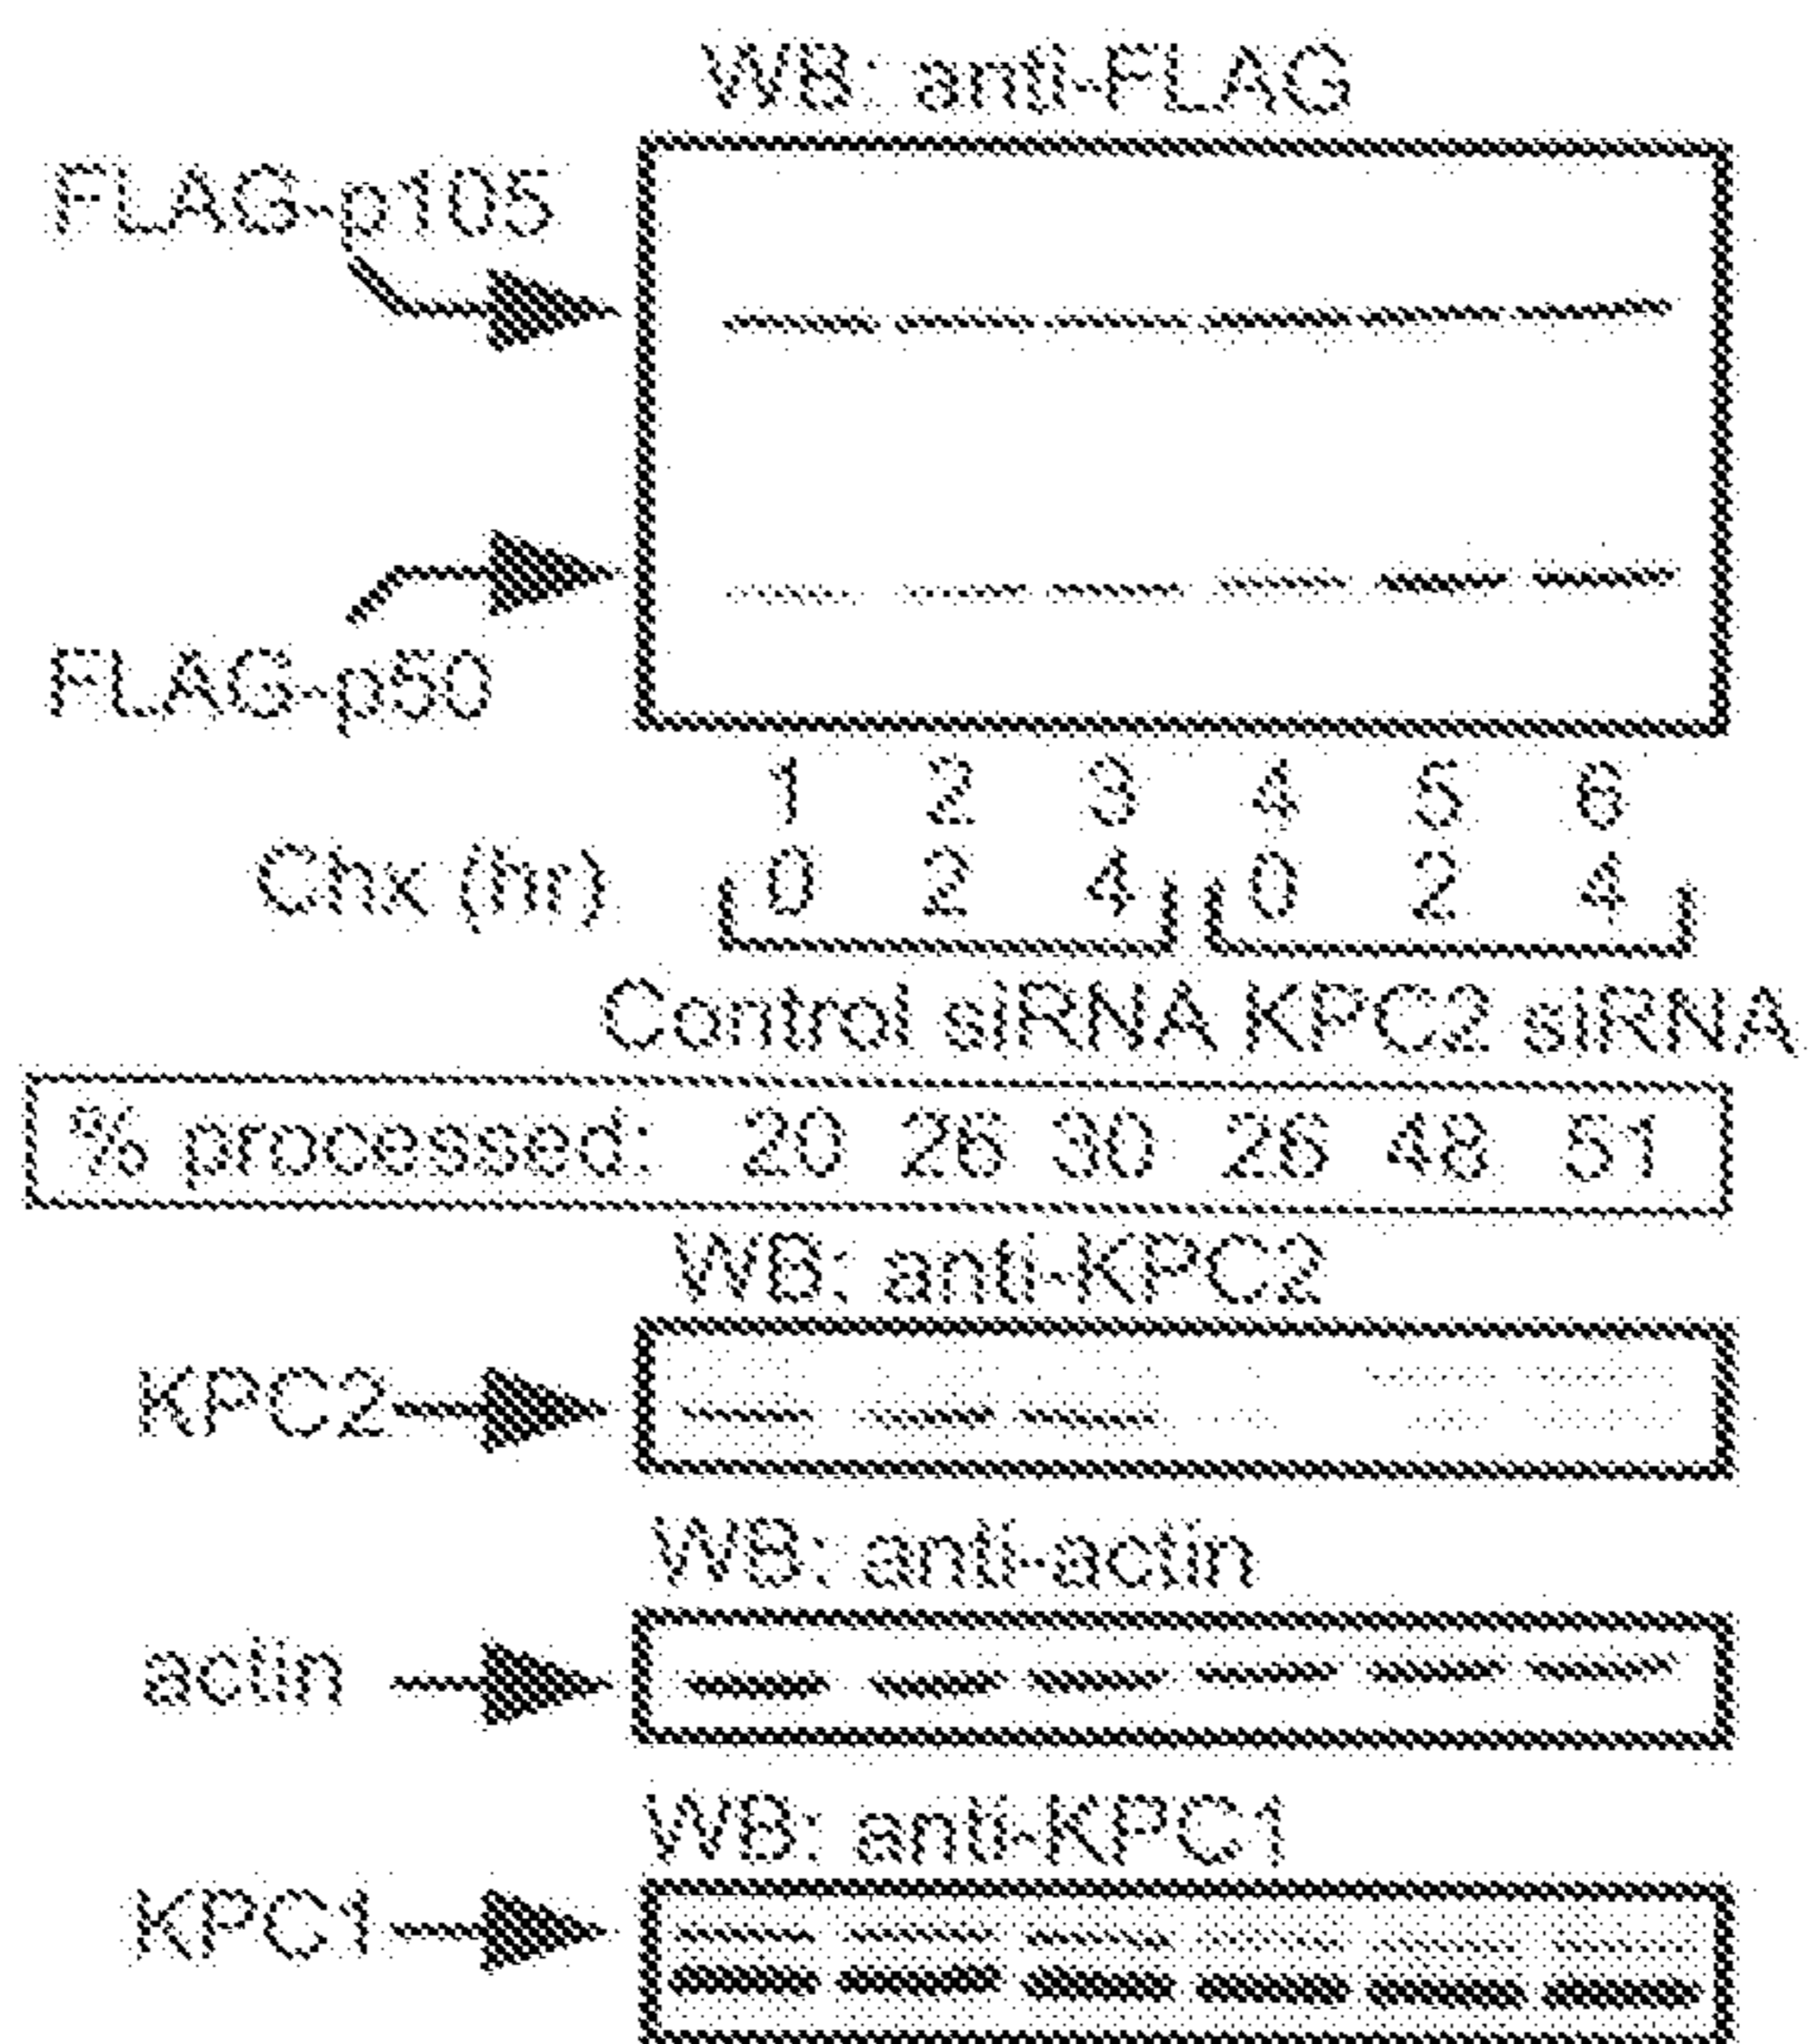 WB: anti-FLAG
FLAG-p105
FLAG-p50
1 2 3 4 5 6
Chx (hr) 0 2 4 0 2 4
Control siRNA KPC2 siRNA
% processed: 20 26 30 26 48 51
WB: anti-KPC2
KPC2
WB: anti-actin
actin
WB: anti-KPC1
KPC1